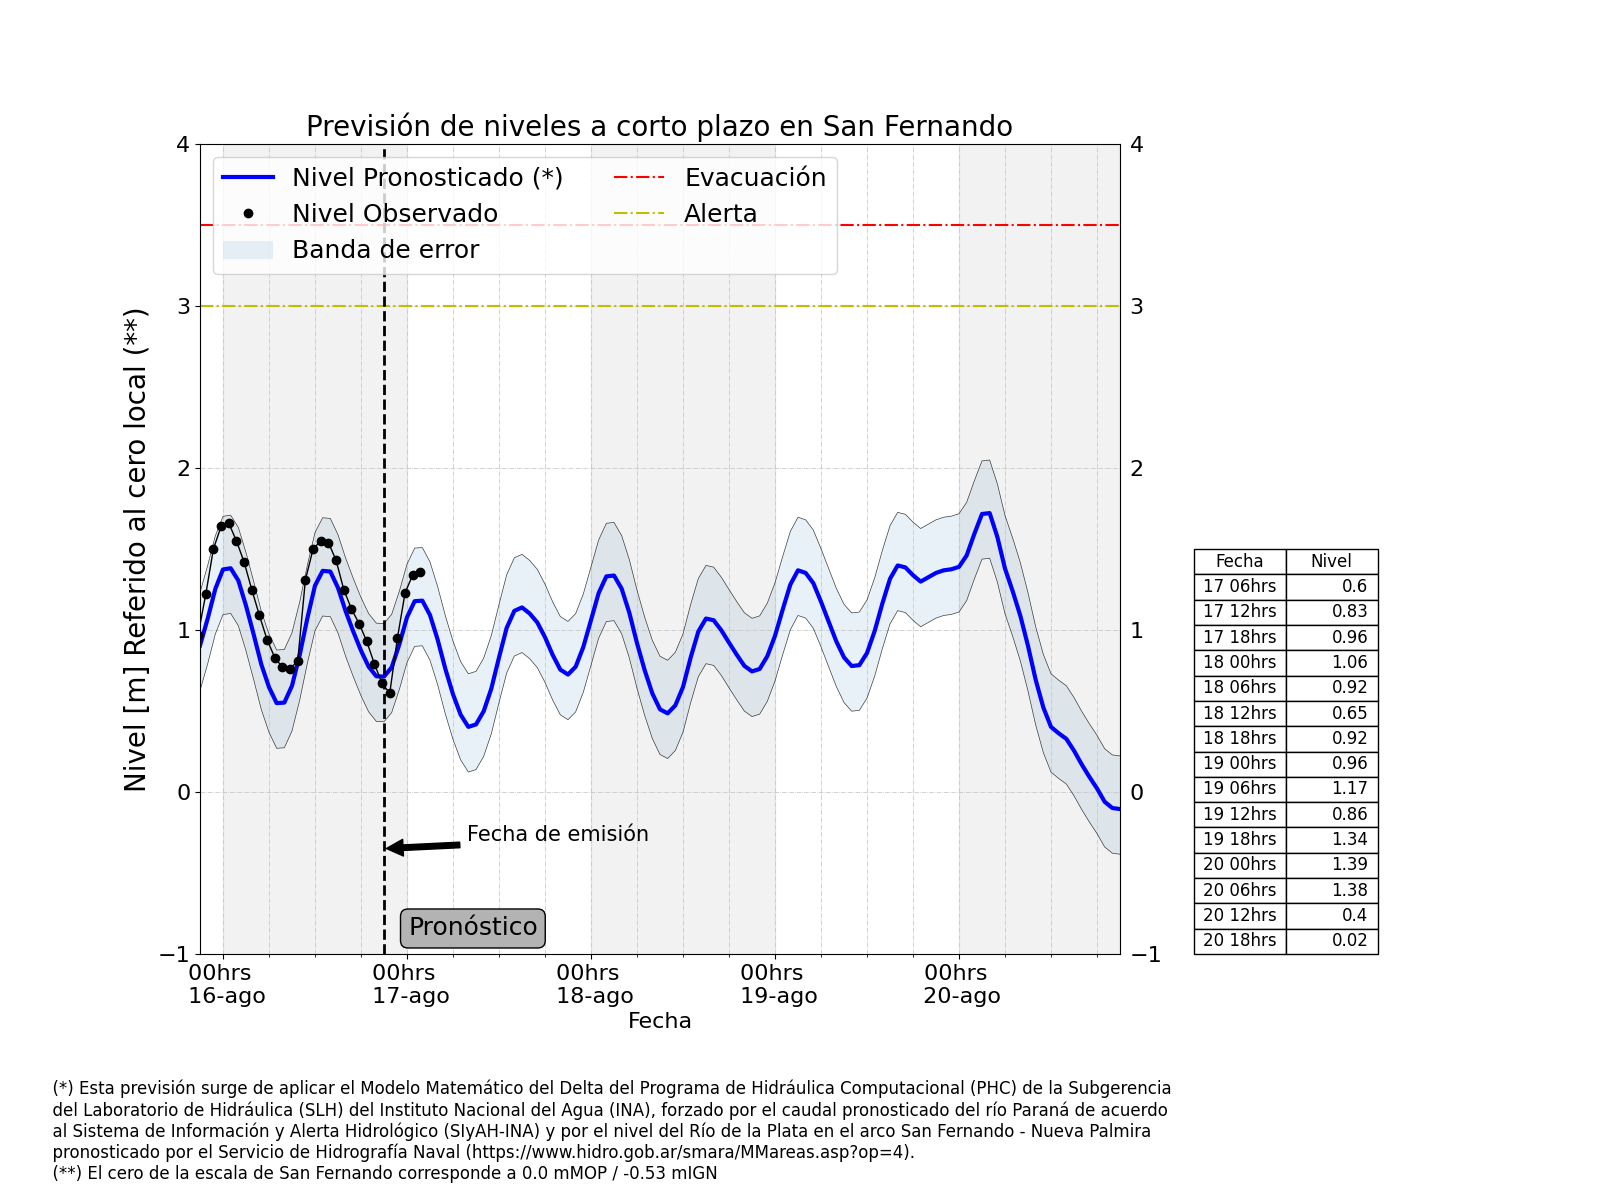 Previsión de niveles a corto plazo en San Fernando
Nivel Pronosticado (*)
Nivel Observado
Banda de error
Evacuación
Alerta
Nivel [m] Referido al cero local (**)
4
3
2
1
0
−1
4
3
2
1
0
−1
Fecha de emisión
Pronóstico
00hrs
16-ago
00hrs
17-ago
00hrs
18-ago
00hrs
19-ago
00hrs
20-ago
Fecha
Fecha Nivel
17 06hrs 0.6
17 12hrs 0.83
17 18hrs 0.96
18 00hrs 1.06
18 06hrs 0.92
18 12hrs 0.65
18 18hrs 0.92
19 00hrs 0.96
19 06hrs 1.17
19 12hrs 0.86
19 18hrs 1.34
20 00hrs 1.39
20 06hrs 1.38
20 12hrs 0.4
20 18hrs 0.02
(*) Esta previsión surge de aplicar el Modelo Matemático del Delta del Programa de Hidráulica Computacional (PHC) de la Subgerencia
del Laboratorio de Hidráulica (SLH) del Instituto Nacional del Agua (INA), forzado por el caudal pronosticado del río Paraná de acuerdo
al Sistema de Información y Alerta Hidrológico (SIyAH-INA) y por el nivel del Río de la Plata en el arco San Fernando - Nueva Palmira
pronosticado por el Servicio de Hidrografía Naval (https://www.hidro.gob.ar/smara/MMareas.asp?op=4).
(**) El cero de la escala de San Fernando corresponde a 0.0 mMOP / -0.53 mIGN